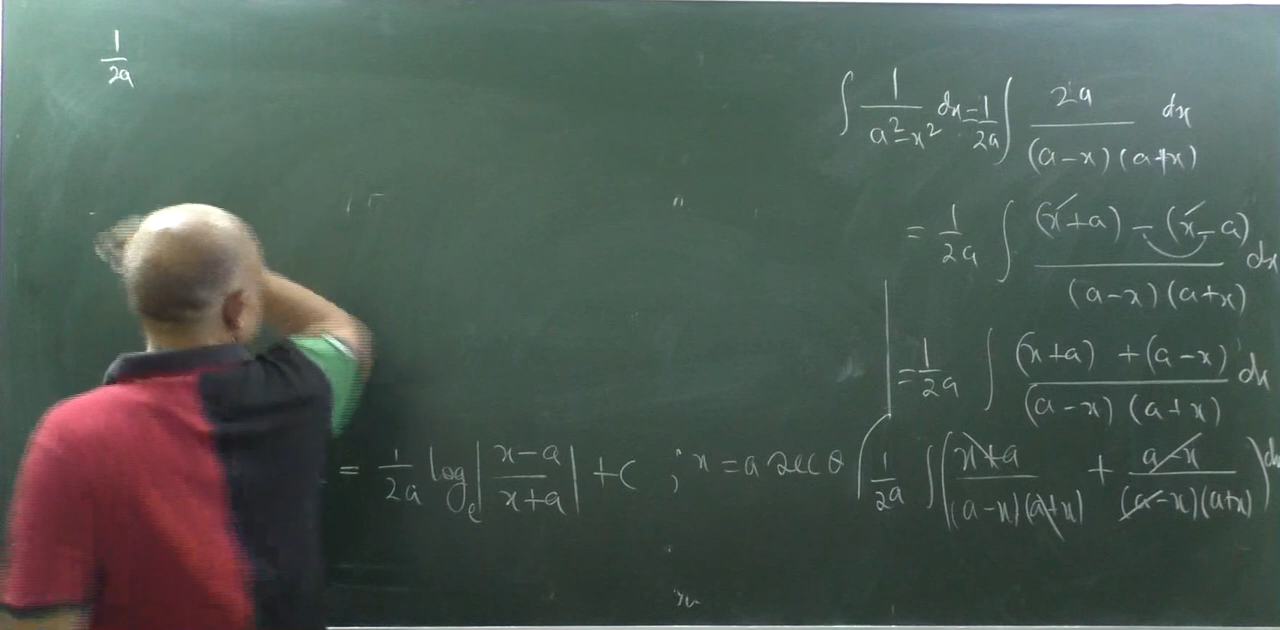 1/2a
∫ 1/(a²-x²) dx = 1/2a ∫ 2a/((a-x)(a+x)) dx
= 1/2a ∫ ((x+a) - (x-a))/((a-x)(a+x)) dx
= 1/2a ∫ ((x+a) + (a-x))/((a-x)(a+x)) dx
= 1/2a logₑ |(x-a)/(x+a)| + c ; x = a sec θ
1/2a ∫ ((x+a)/((a-x)(a+x)) + (a-x)/((a-x)(a+x))) dx